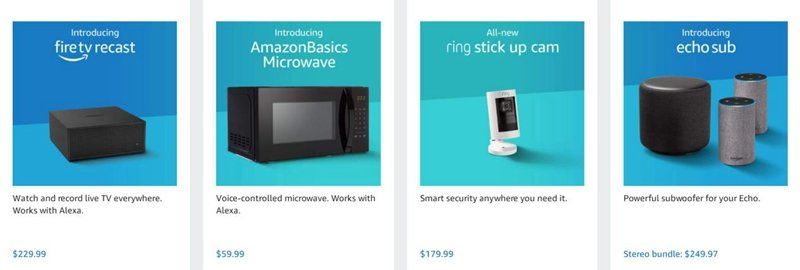 Introducing
firetv recast
Watch and record live TV everywhere.
Works with Alexa.
$229.99
Introducing
AmazonBasics
Microwave
Voice-controlled microwave. Works with
Alexa.
$59.99
All-new
ring stick up cam
ring
Smart security anywhere you need it.
$179.99
Introducing
echo sub
Powerful subwoofer for your Echo.
Stereo bundle: $249.97